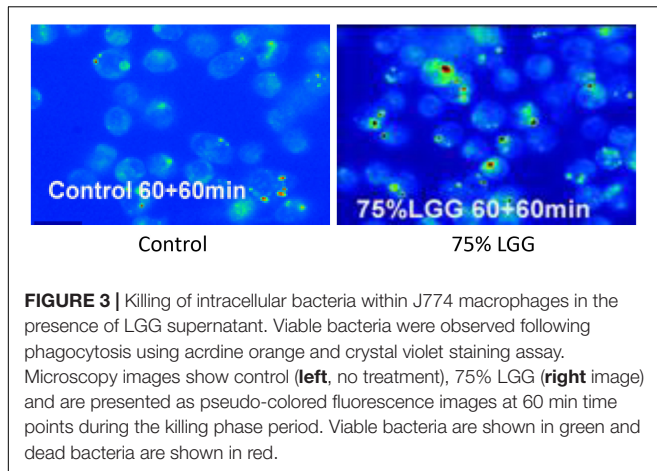 Control 60+60min
75%LGG 60+60min
Control
75% LGG
FIGURE 3 | Killing of intracellular bacteria within J774 macrophages in the
presence of LGG supernatant. Viable bacteria were observed following
phagocytosis using acrdine orange and crystal violet staining assay.
Microscopy images show control (left, no treatment), 75% LGG (right image)
and are presented as pseudo-colored fluorescence images at 60 min time
points during the killing phase period. Viable bacteria are shown in green and
dead bacteria are shown in red.